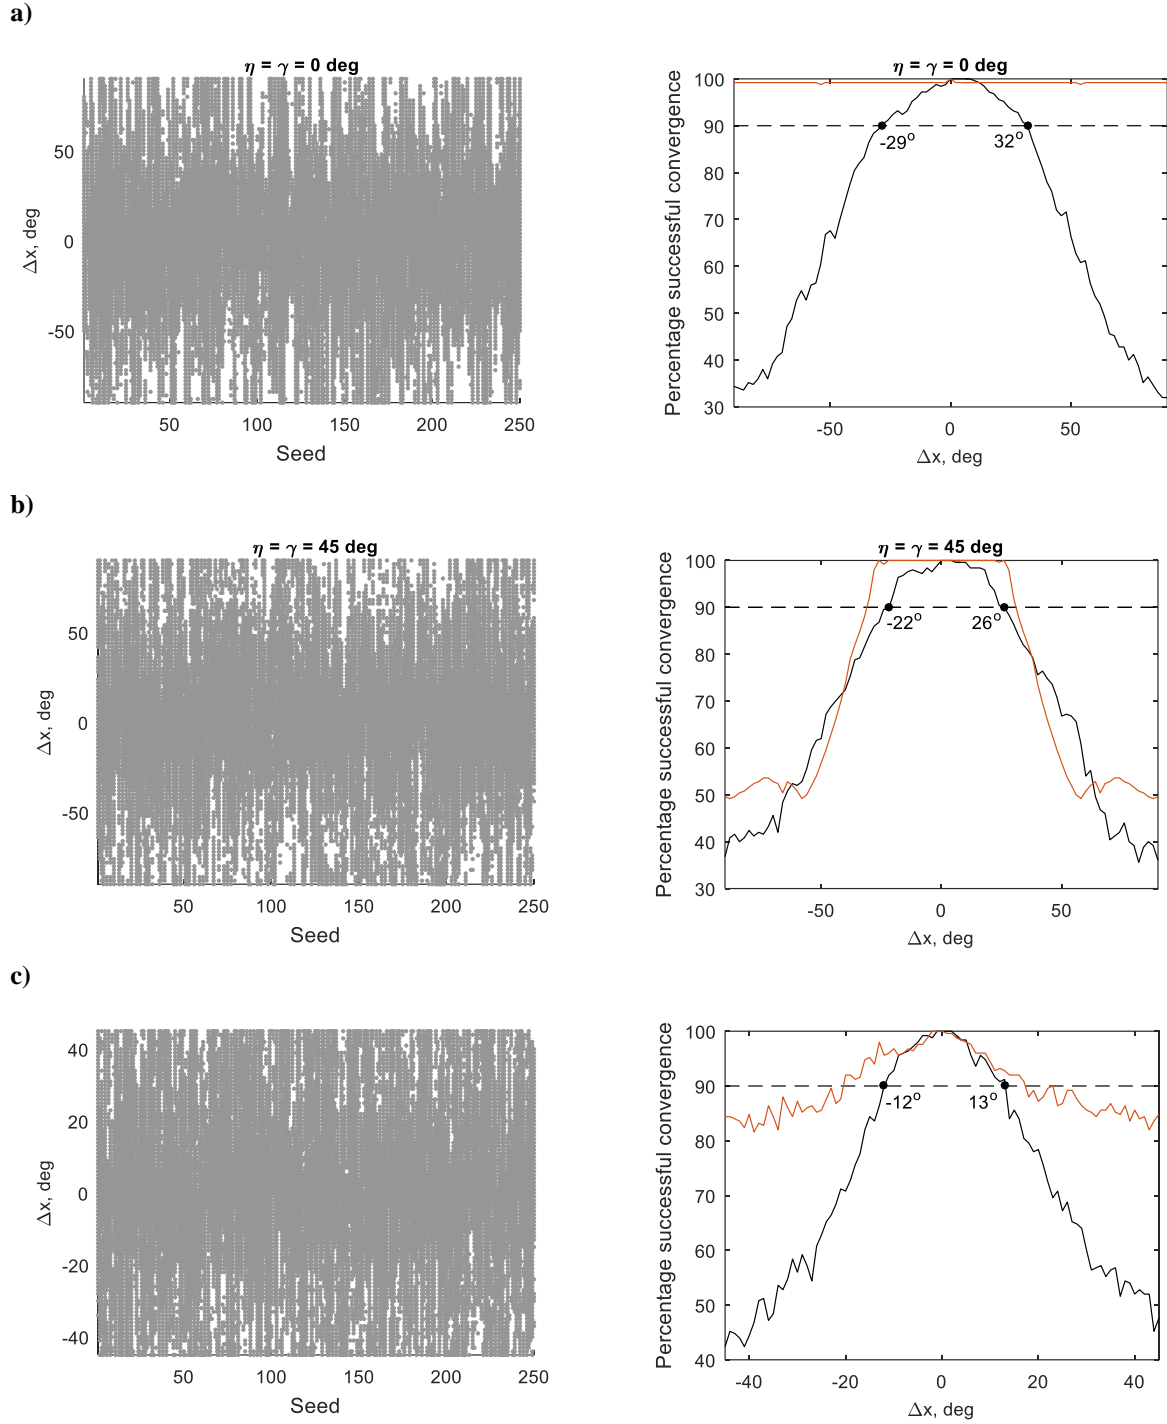 a)
η = γ = 0 deg
50
0
-50
Δx, deg
50 100 150 200 250
Seed
η = γ = 0 deg
100
90
80
70
60
50
40
30
Percentage successful convergence
-29° 32°
-50 0 50
Δx, deg
b)
η = γ = 45 deg
50
0
-50
Δx, deg
50 100 150 200 250
Seed
η = γ = 45 deg
100
90
80
70
60
50
40
30
Percentage successful convergence
-22° 26°
-50 0 50
Δx, deg
c)
40
20
0
-20
-40
Δx, deg
50 100 150 200 250
Seed
100
90
80
70
60
50
40
Percentage successful convergence
-12° 13°
-40 -20 0 20 40
Δx, deg